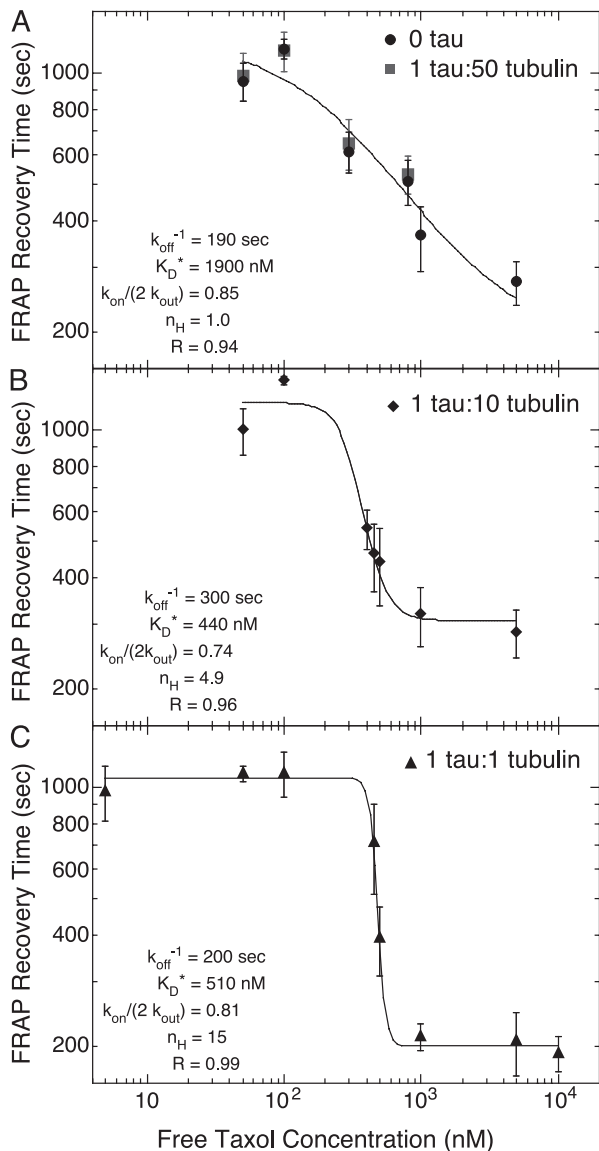 A
FRAP Recovery Time (sec)
1000
800
600
400
200
0 tau
1 tau:50 tubulin
k_off^-1 = 190 sec
K_D* = 1900 nM
k_on/(2 k_out) = 0.85
n_H = 1.0
R = 0.94
B
FRAP Recovery Time (sec)
1000
800
600
400
200
1 tau:10 tubulin
k_off^-1 = 300 sec
K_D* = 440 nM
k_on/(2k_out) = 0.74
n_H = 4.9
R = 0.96
C
FRAP Recovery Time (sec)
1000
800
600
400
200
1 tau:1 tubulin
k_off^-1 = 200 sec
K_D* = 510 nM
k_on/(2 k_out) = 0.81
n_H = 15
R = 0.99
10 10^2 10^3 10^4
Free Taxol Concentration (nM)